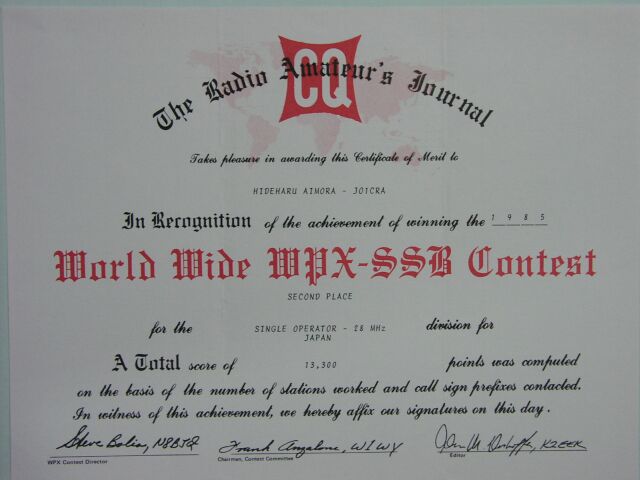 CQ
The Radio Amateur's Journal
Takes pleasure in awarding this Certificate of Merit to
HIDEHARU AIMORA - JO1CRA
In Recognition of the achievement of winning the 1985
World Wide WPX-SSB Contest
SECOND PLACE
for the SINGLE OPERATOR - 28 MHz division for
JAPAN
A Total score of 13,300 points was computed
on the basis of the number of stations worked and call sign prefixes contacted.
In witness of this achievement, we hereby affix our signatures on this day.
Steve Bolia, N8BJQ Frank Anzalone, W1WY K2EEK
WPX Contest Director Chairman, Contest Committee Editor